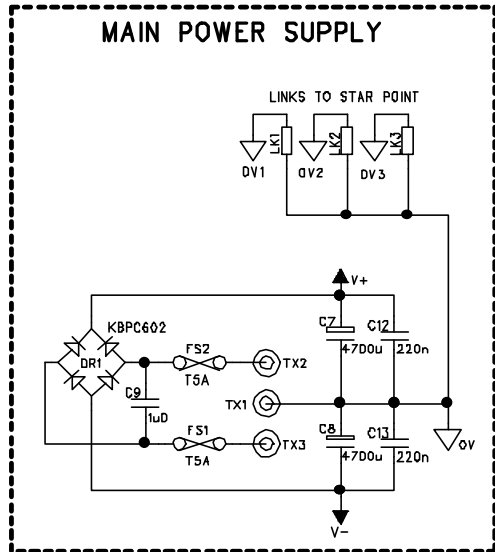 MAIN POWER SUPPLY
LINKS TO STAR POINT
LK1 LK2 LK3
0V1 0V2 0V3
V+
KBPC602 C7 C12
4700u 220n
DR1 FS2 TX2
C9 T5A
1u0 TX1
FS1 C8 C13
TX3 0V
T5A 4700u 220n
V-